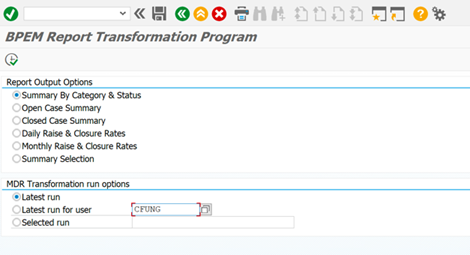 BPEM Report Transformation Program
Report Output Options
Summary By Category & Status
Open Case Summary
Closed Case Summary
Daily Raise & Closure Rates
Monthly Raise & Closure Rates
Summary Selection
MDR Transformation run options
Latest run
Latest run for user CFUNG
Selected run